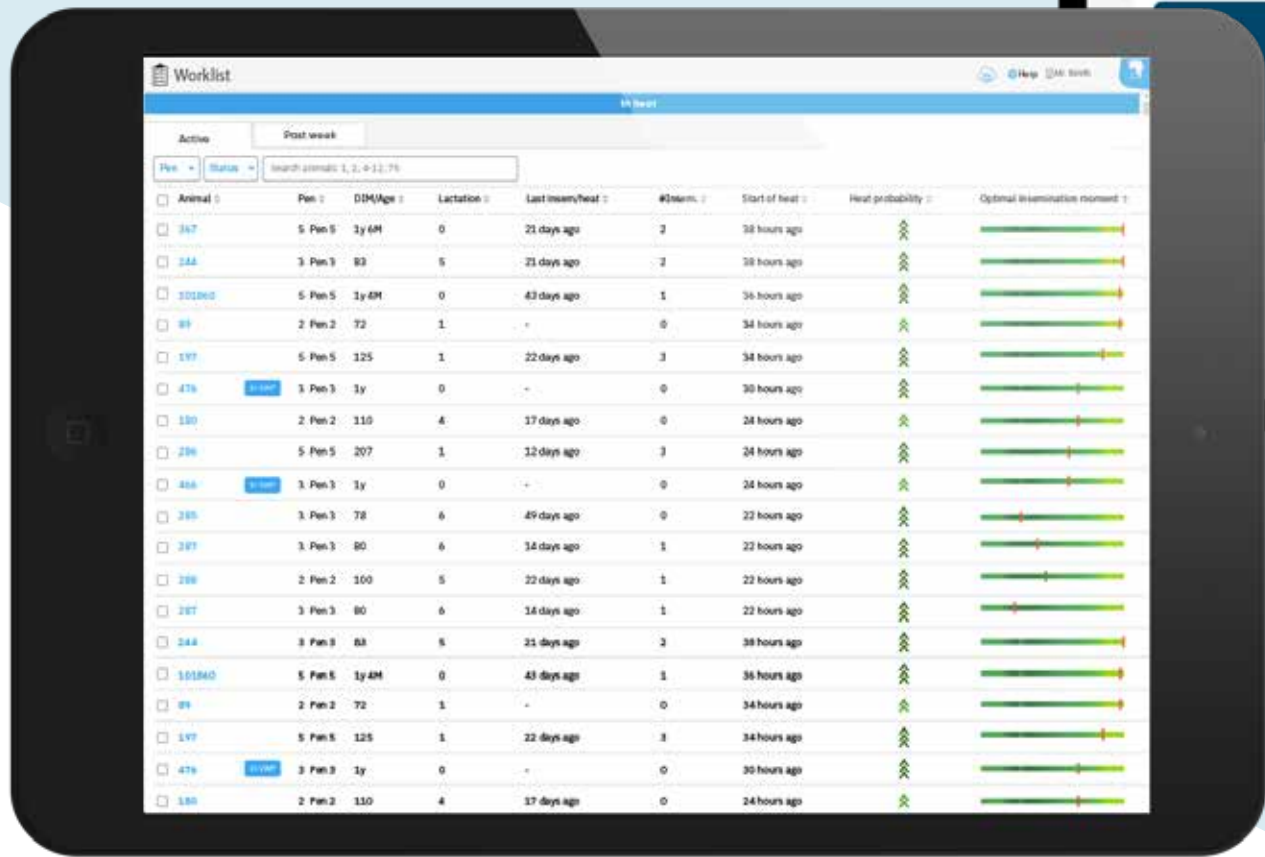 Worklist
Help
In heat
Active Past week
Pen Status Search animals: 1, 2, 4-12, 76
Animal Pen DIM/Age Lactation Last insem/heat #Insem. Start of heat Heat probability Optimal insemination moment
367 5 Pen 5 1y 6M 0 21 days ago 2 38 hours ago
244 3 Pen 3 83 5 21 days ago 2 38 hours ago
101860 5 Pen 5 1y 4M 0 43 days ago 1 36 hours ago
89 2 Pen 2 72 1 - 0 34 hours ago
197 5 Pen 5 125 1 22 days ago 3 34 hours ago
476 3 Pen 3 1y 0 - 0 30 hours ago
180 2 Pen 2 110 4 17 days ago 0 24 hours ago
286 5 Pen 5 207 1 12 days ago 3 24 hours ago
466 3 Pen 3 1y 0 - 0 24 hours ago
285 3 Pen 3 78 6 49 days ago 0 22 hours ago
287 3 Pen 3 80 6 14 days ago 1 22 hours ago
288 2 Pen 2 100 5 22 days ago 1 22 hours ago
287 3 Pen 3 80 6 14 days ago 1 22 hours ago
244 3 Pen 3 83 5 21 days ago 2 38 hours ago
101860 5 Pen 5 1y 4M 0 43 days ago 1 36 hours ago
89 2 Pen 2 72 1 - 0 34 hours ago
197 5 Pen 5 125 1 22 days ago 3 34 hours ago
476 3 Pen 3 1y 0 - 0 30 hours ago
180 2 Pen 2 110 4 17 days ago 0 24 hours ago